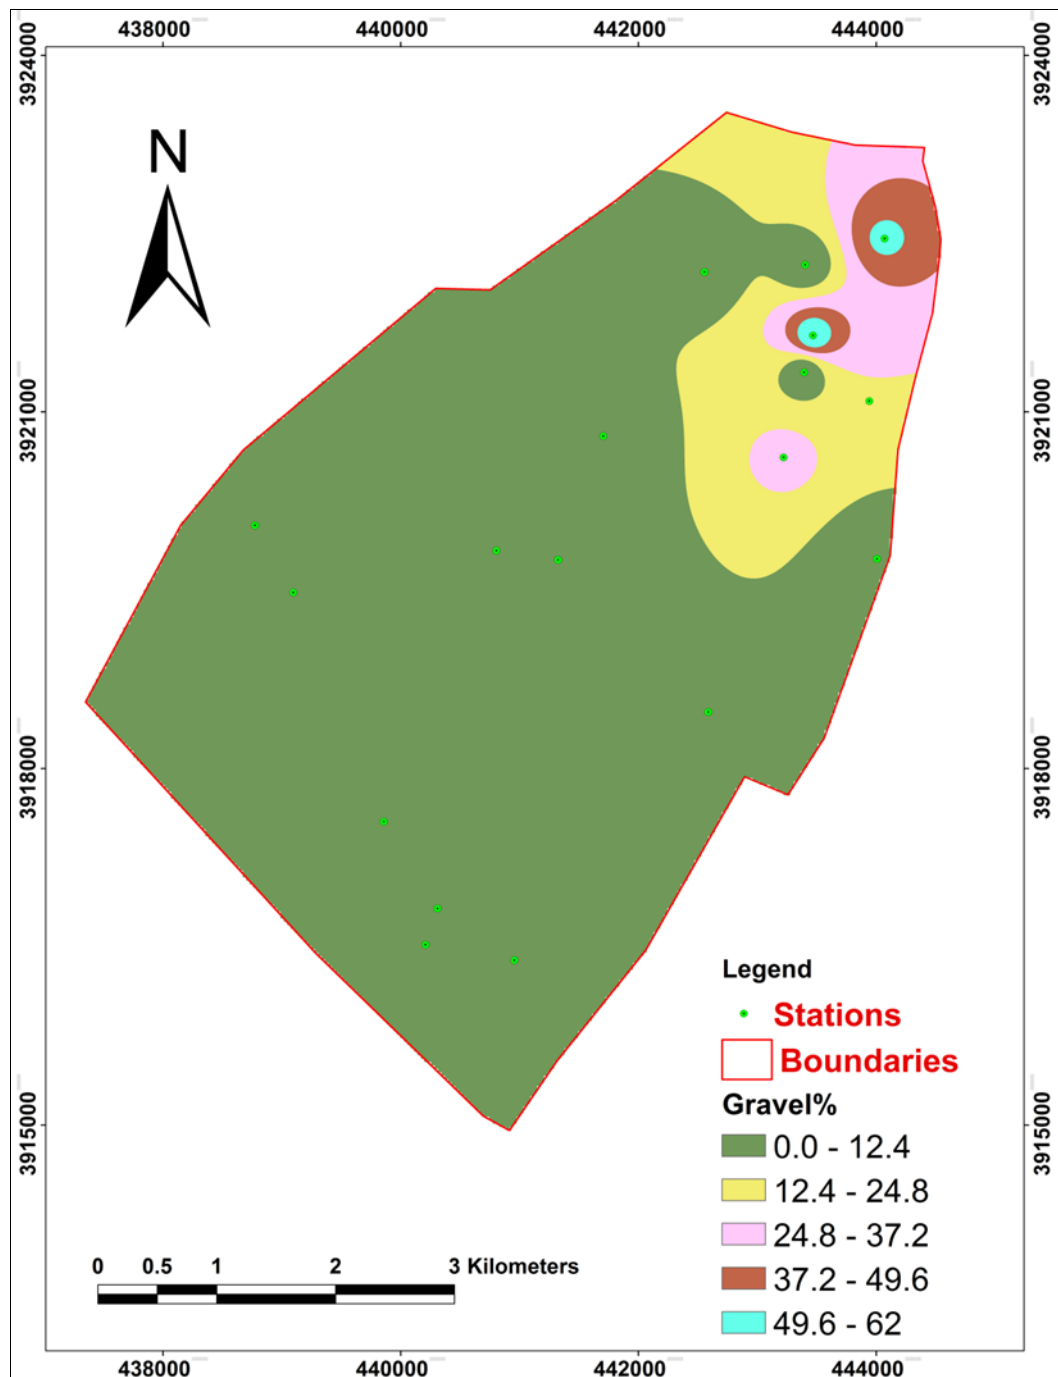 438000 440000 442000 444000
3924000 3924000
N
3921000 3921000
3918000 3918000
Legend
Stations
Boundaries
Gravel%
3915000 3915000
0.0 - 12.4
12.4 - 24.8
24.8 - 37.2
37.2 - 49.6
49.6 - 62
0 0.5 1 2 3 Kilometers
438000 440000 442000 444000